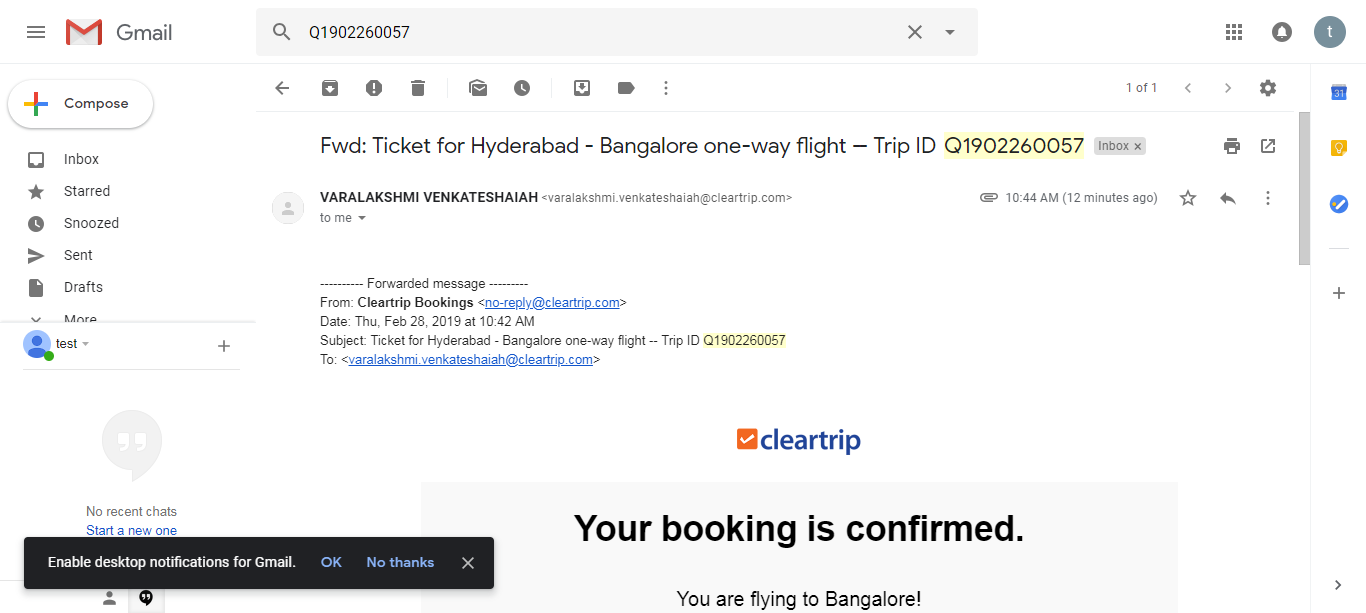 Gmail
Q1902260057
t
Compose
1 of 1
31
Fwd: Ticket for Hyderabad - Bangalore one-way flight – Trip ID Q1902260057 Inbox ×
Inbox
Starred
Snoozed
Sent
Drafts
More
VARALAKSHMI VENKATESHAIAH <varalakshmi.venkateshaiah@cleartrip.com>
10:44 AM (12 minutes ago)
to me
---------- Forwarded message ---------
From: Cleartrip Bookings <no-reply@cleartrip.com>
Date: Thu, Feb 28, 2019 at 10:42 AM
Subject: Ticket for Hyderabad - Bangalore one-way flight -- Trip ID Q1902260057
To: <varalakshmi.venkateshaiah@cleartrip.com>
test
cleartrip
No recent chats
Start a new one
Your booking is confirmed.
You are flying to Bangalore!
Enable desktop notifications for Gmail. OK No thanks